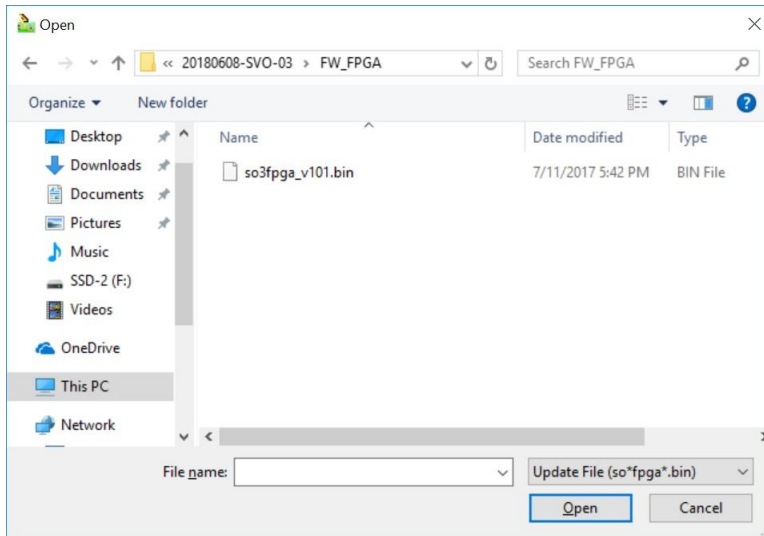 Open
« 20180608-SVO-03 › FW_FPGA
Search FW_FPGA
Organize
New folder
Name
Date modified
Type
so3fpga_v101.bin
7/11/2017 5:42 PM
BIN File
Desktop
Downloads
Documents
Pictures
Music
SSD-2 (F:)
Videos
OneDrive
This PC
Network
File name:
Update File (so*fpga*.bin)
Open
Cancel